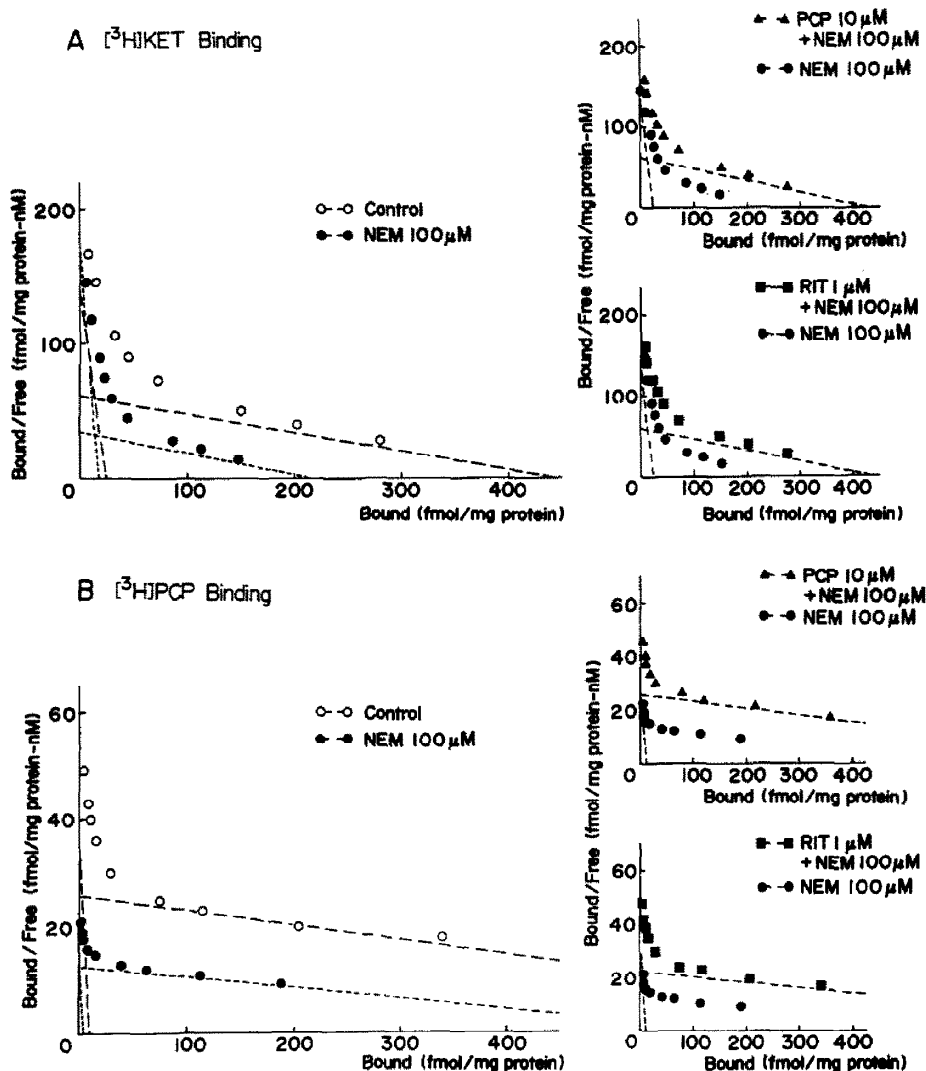 A [³H]KET Binding
Control
NEM 100μM
Bound/Free (fmol/mg protein-nM)
200
100
0
100
200
300
400
Bound (fmol/mg protein)
PCP 10μM
+NEM 100μM
NEM 100μM
200
100
0
0
100
200
300
400
Bound (fmol/mg protein)
Bound/Free (fmol/mg protein-nM)
RIT 1μM
+NEM 100μM
NEM 100μM
200
100
0
0
100
200
300
400
Bound (fmol/mg protein)
B [³H]PCP Binding
Control
NEM 100μM
Bound/Free (fmol/mg protein-nM)
60
40
20
0
100
200
300
400
Bound (fmol/mg protein)
PCP 10μM
+NEM 100μM
NEM 100μM
60
40
20
0
0
100
200
300
400
Bound (fmol/mg protein)
Bound/Free (fmol/mg protein-nM)
RIT 1μM
+NEM 100μM
NEM 100μM
60
40
20
0
0
100
200
300
400
Bound (fmol/mg protein)